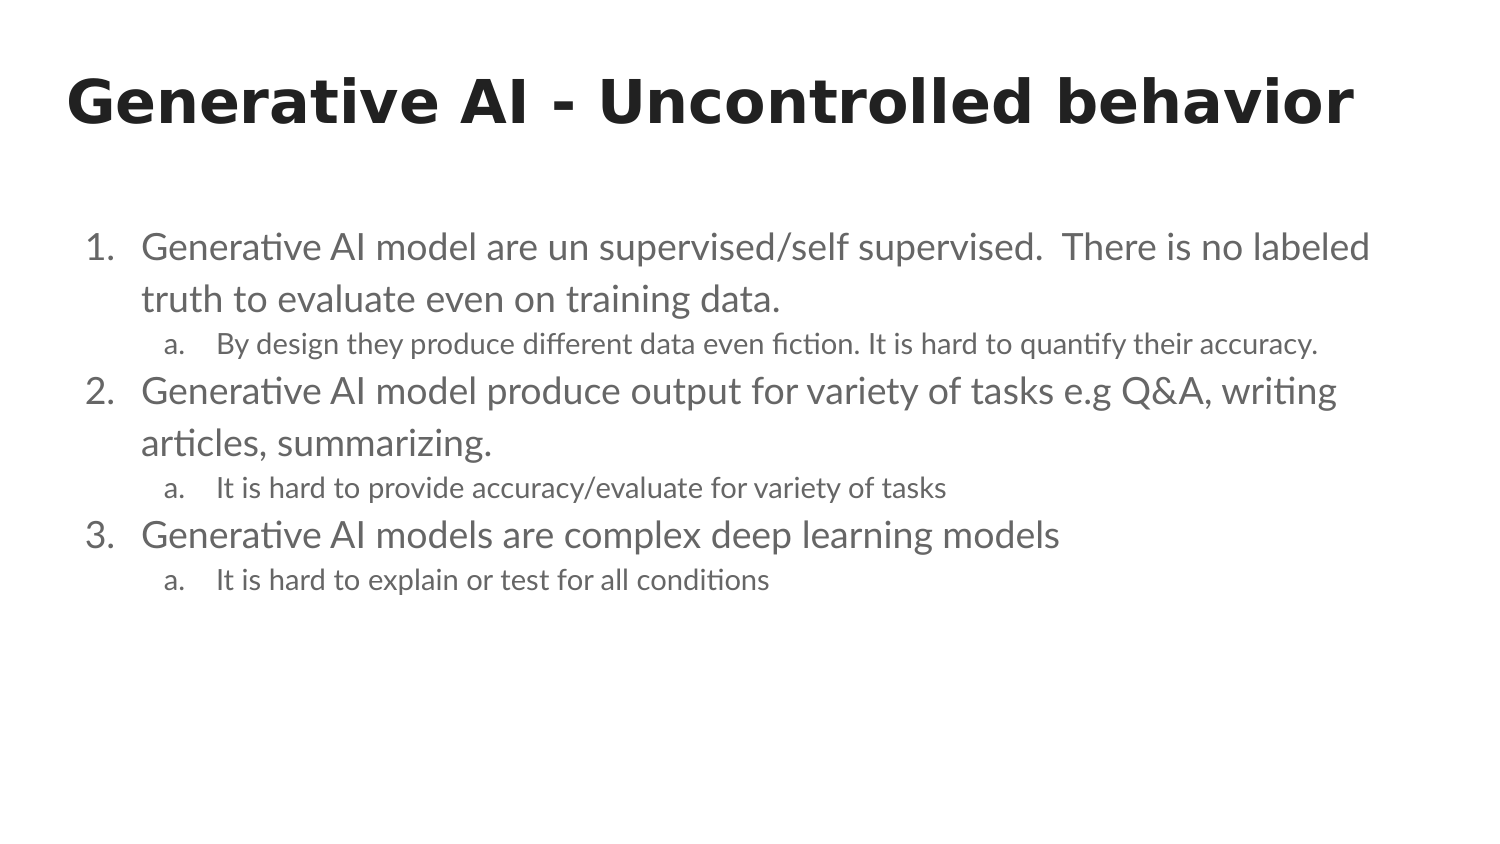 Generative AI - Uncontrolled behavior
1. Generative AI model are un supervised/self supervised.  There is no labeled
truth to evaluate even on training data.
a. By design they produce different data even fiction. It is hard to quantify their accuracy.
2. Generative AI model produce output for variety of tasks e.g Q&A, writing
articles, summarizing.
a. It is hard to provide accuracy/evaluate for variety of tasks
3. Generative AI models are complex deep learning models
a. It is hard to explain or test for all conditions